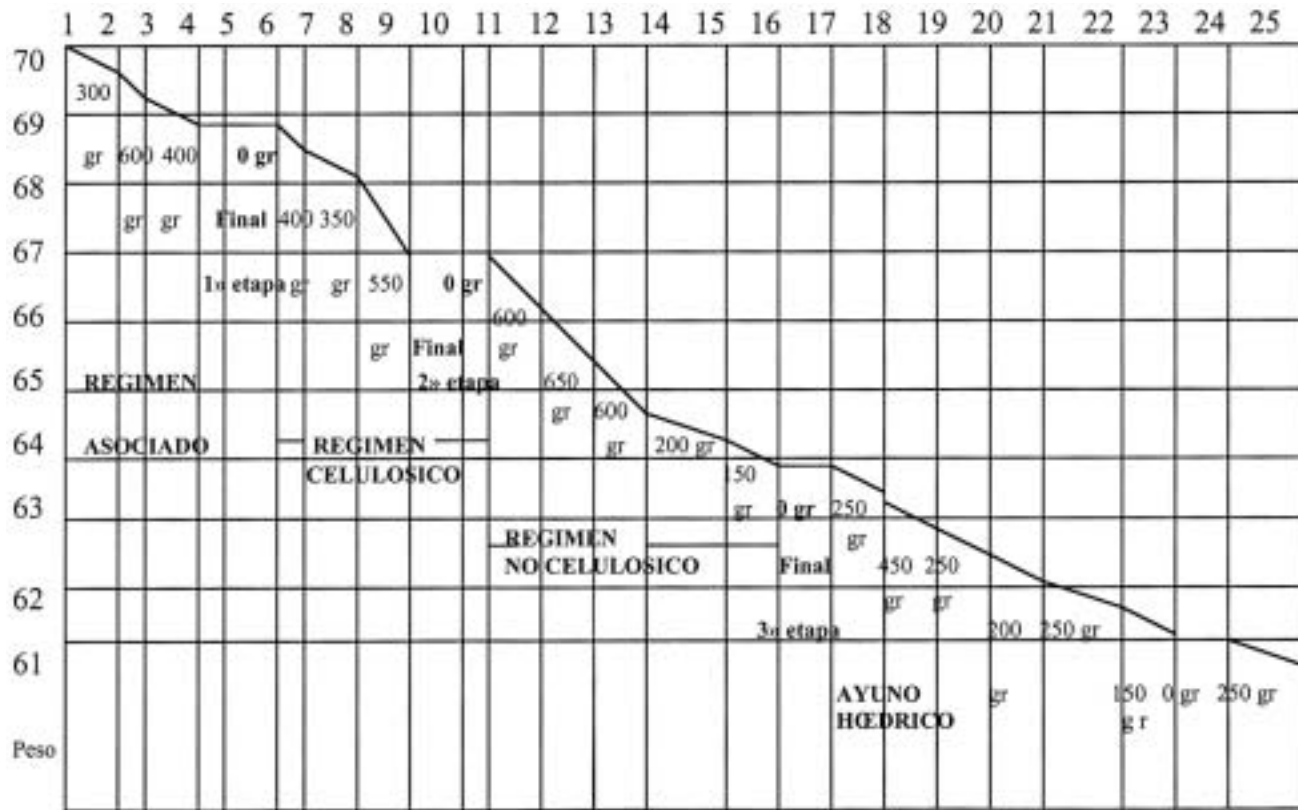 1 2 3 4 5 6 7 8 9 10 11 12 13 14 15 16 17 18 19 20 21 22 23 24 25
70
300
69
gr 600 400 0 gr
68
gr gr Final 400 350
67
1» etapa gr gr 550 0 gr
66
600
gr Final gr
65
REGIMEN 2» etapa 650
gr 600
64
ASOCIADO REGIMEN gr 200 gr
CELULOSICO 150
63
gr 0 gr 250
REGIMEN gr
NO CELULOSICO Final 450 250
62
gr gr
3» etapa 200 250 gr
61
AYUNO gr 150 0 gr 250 gr
HŒDRICO g r
Peso